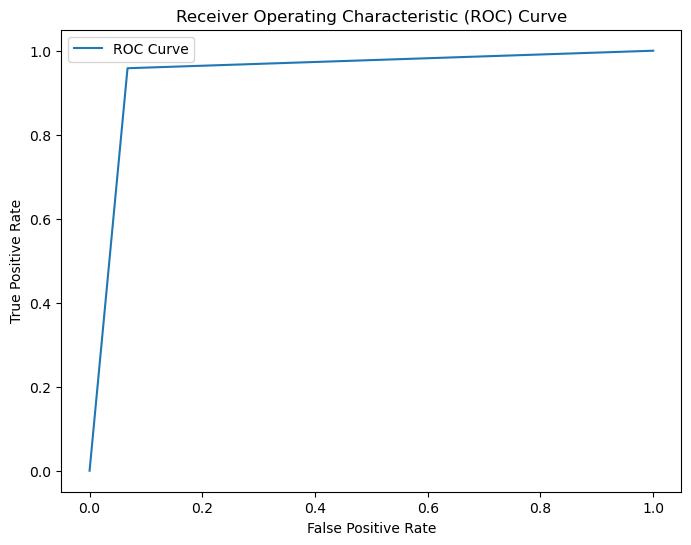 Receiver Operating Characteristic (ROC) Curve
ROC Curve
1.0
0.8
0.6
0.4
0.2
0.0
True Positive Rate
0.0 0.2 0.4 0.6 0.8 1.0
False Positive Rate